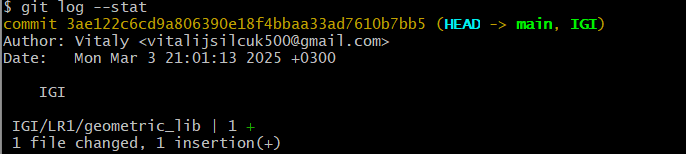 $ git log --stat
commit 3ae122c6cd9a806390e18f4bbaa33ad7610b7bb5 (HEAD -> main, IGI)
Author: Vitaly <vitalijsilcuk500@gmail.com>
Date:   Mon Mar 3 21:01:13 2025 +0300
IGI
IGI/LR1/geometric_lib | 1 +
1 file changed, 1 insertion(+)